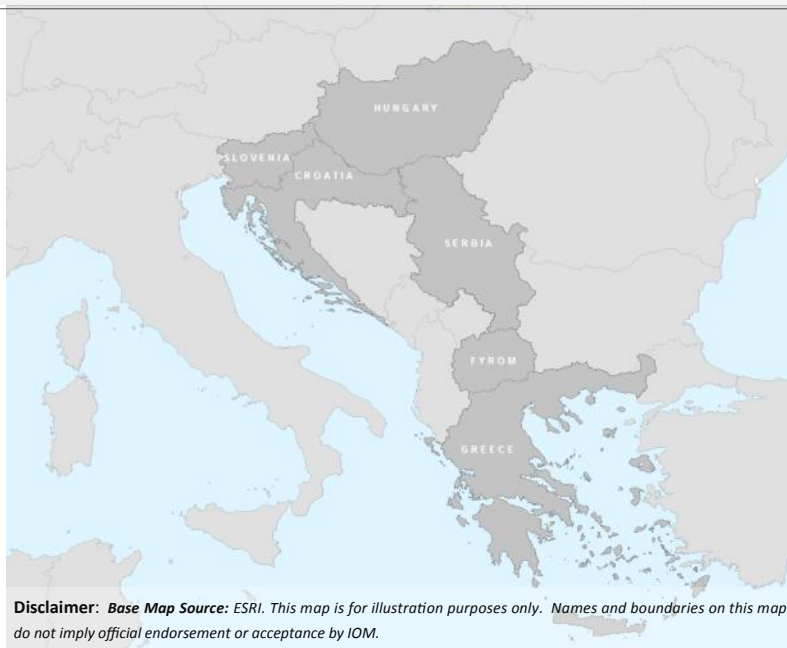 HUNGARY
SLOVENIA
CROATIA
SERBIA
FYROM
GREECE
Disclaimer: Base Map Source: ESRI. This map is for illustration purposes only. Names and boundaries on this map
do not imply official endorsement or acceptance by IOM.